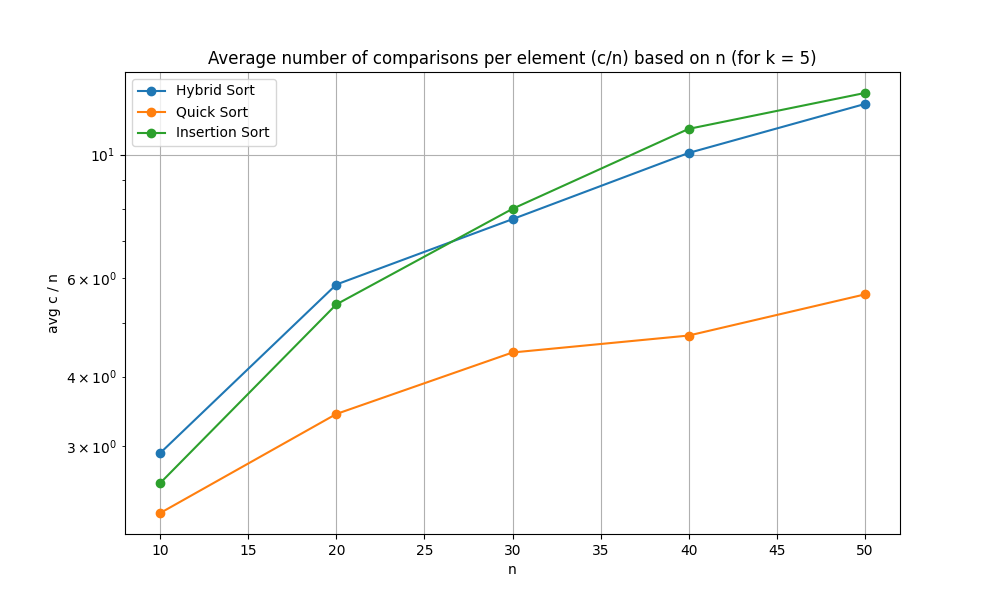 Average number of comparisons per element (c/n) based on n (for k = 5)
Hybrid Sort
Quick Sort
Insertion Sort
10¹
6 × 10⁰
4 × 10⁰
3 × 10⁰
avg c / n
10 15 20 25 30 35 40 45 50
n